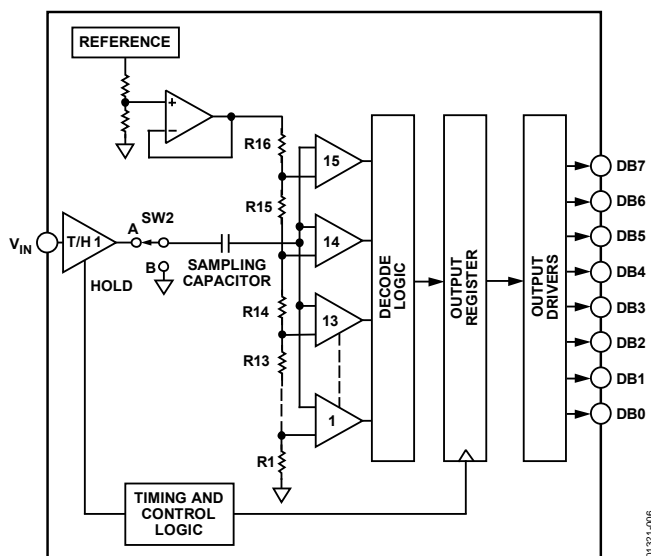 REFERENCE
+
–
R16
15
R15
VIN
T/H 1
A
SW2
B
HOLD
SAMPLING
CAPACITOR
14
R14
13
R13
1
R1
DECODE
LOGIC
OUTPUT
REGISTER
OUTPUT
DRIVERS
DB7
DB6
DB5
DB4
DB3
DB2
DB1
DB0
TIMING AND
CONTROL
LOGIC
01321-006